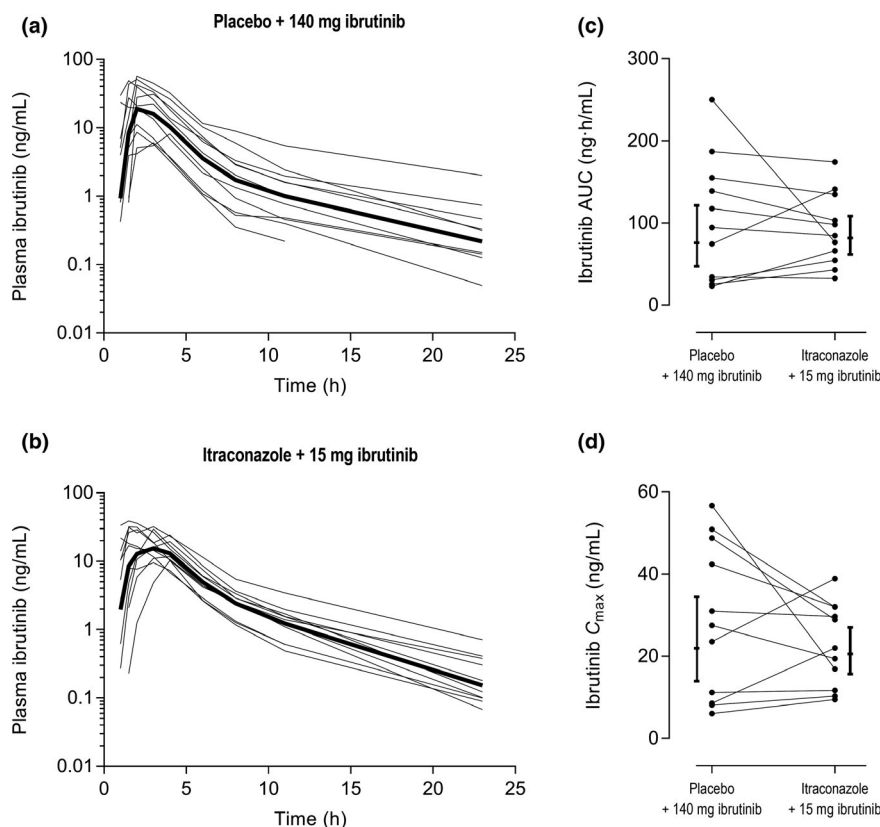 (a)
Placebo + 140 mg ibrutinib
Plasma ibrutinib (ng/mL)
100
10
1
0.1
0.01
0
5
10
15
20
25
Time (h)
(b)
Itraconazole + 15 mg ibrutinib
Plasma ibrutinib (ng/mL)
100
10
1
0.1
0.01
0
5
10
15
20
25
Time (h)
(c)
Ibrutinib AUC (ng·h/mL)
300
200
100
0
Placebo
+ 140 mg ibrutinib
Itraconazole
+ 15 mg ibrutinib
(d)
Ibrutinib Cmax (ng/mL)
60
40
20
0
Placebo
+ 140 mg ibrutinib
Itraconazole
+ 15 mg ibrutinib